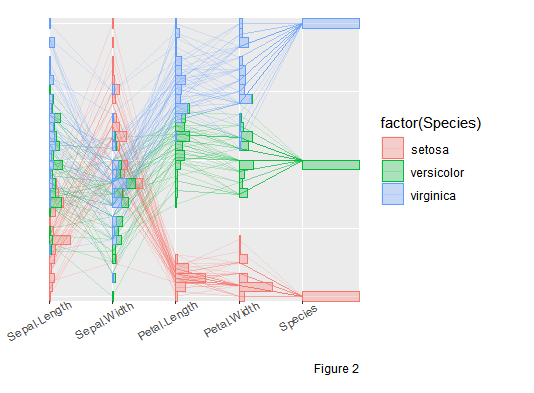 factor(Species)
setosa
versicolor
virginica
Sepal.Length
Sepal.Width
Petal.Length
Petal.Width
Species
Figure 2